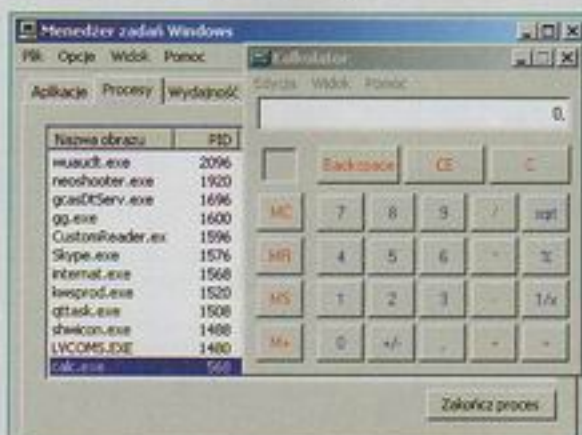 Menedżer zadań Windows
Plik Opcje Widok Pomoc
Aplikacje Procesy Wydajność
Nazwa obrazu PID
wuaudt.exe 2096
neoshooter.exe 1920
gcasDtServ.exe 1696
gg.exe 1600
CustomReader.ex 1596
Skype.exe 1576
internat.exe 1568
kwsprod.exe 1520
qttask.exe 1508
shwicon.exe 1488
LVCOMS.EXE 1480
calc.exe 568
Zakończ proces
Kalkulator
Edycja Widok Pomoc
0,
Backspace CE C
MC 7 8 9 / sqrt
MR 4 5 6 * %
MS 1 2 3 - 1/x
M+ 0 +/- , + =